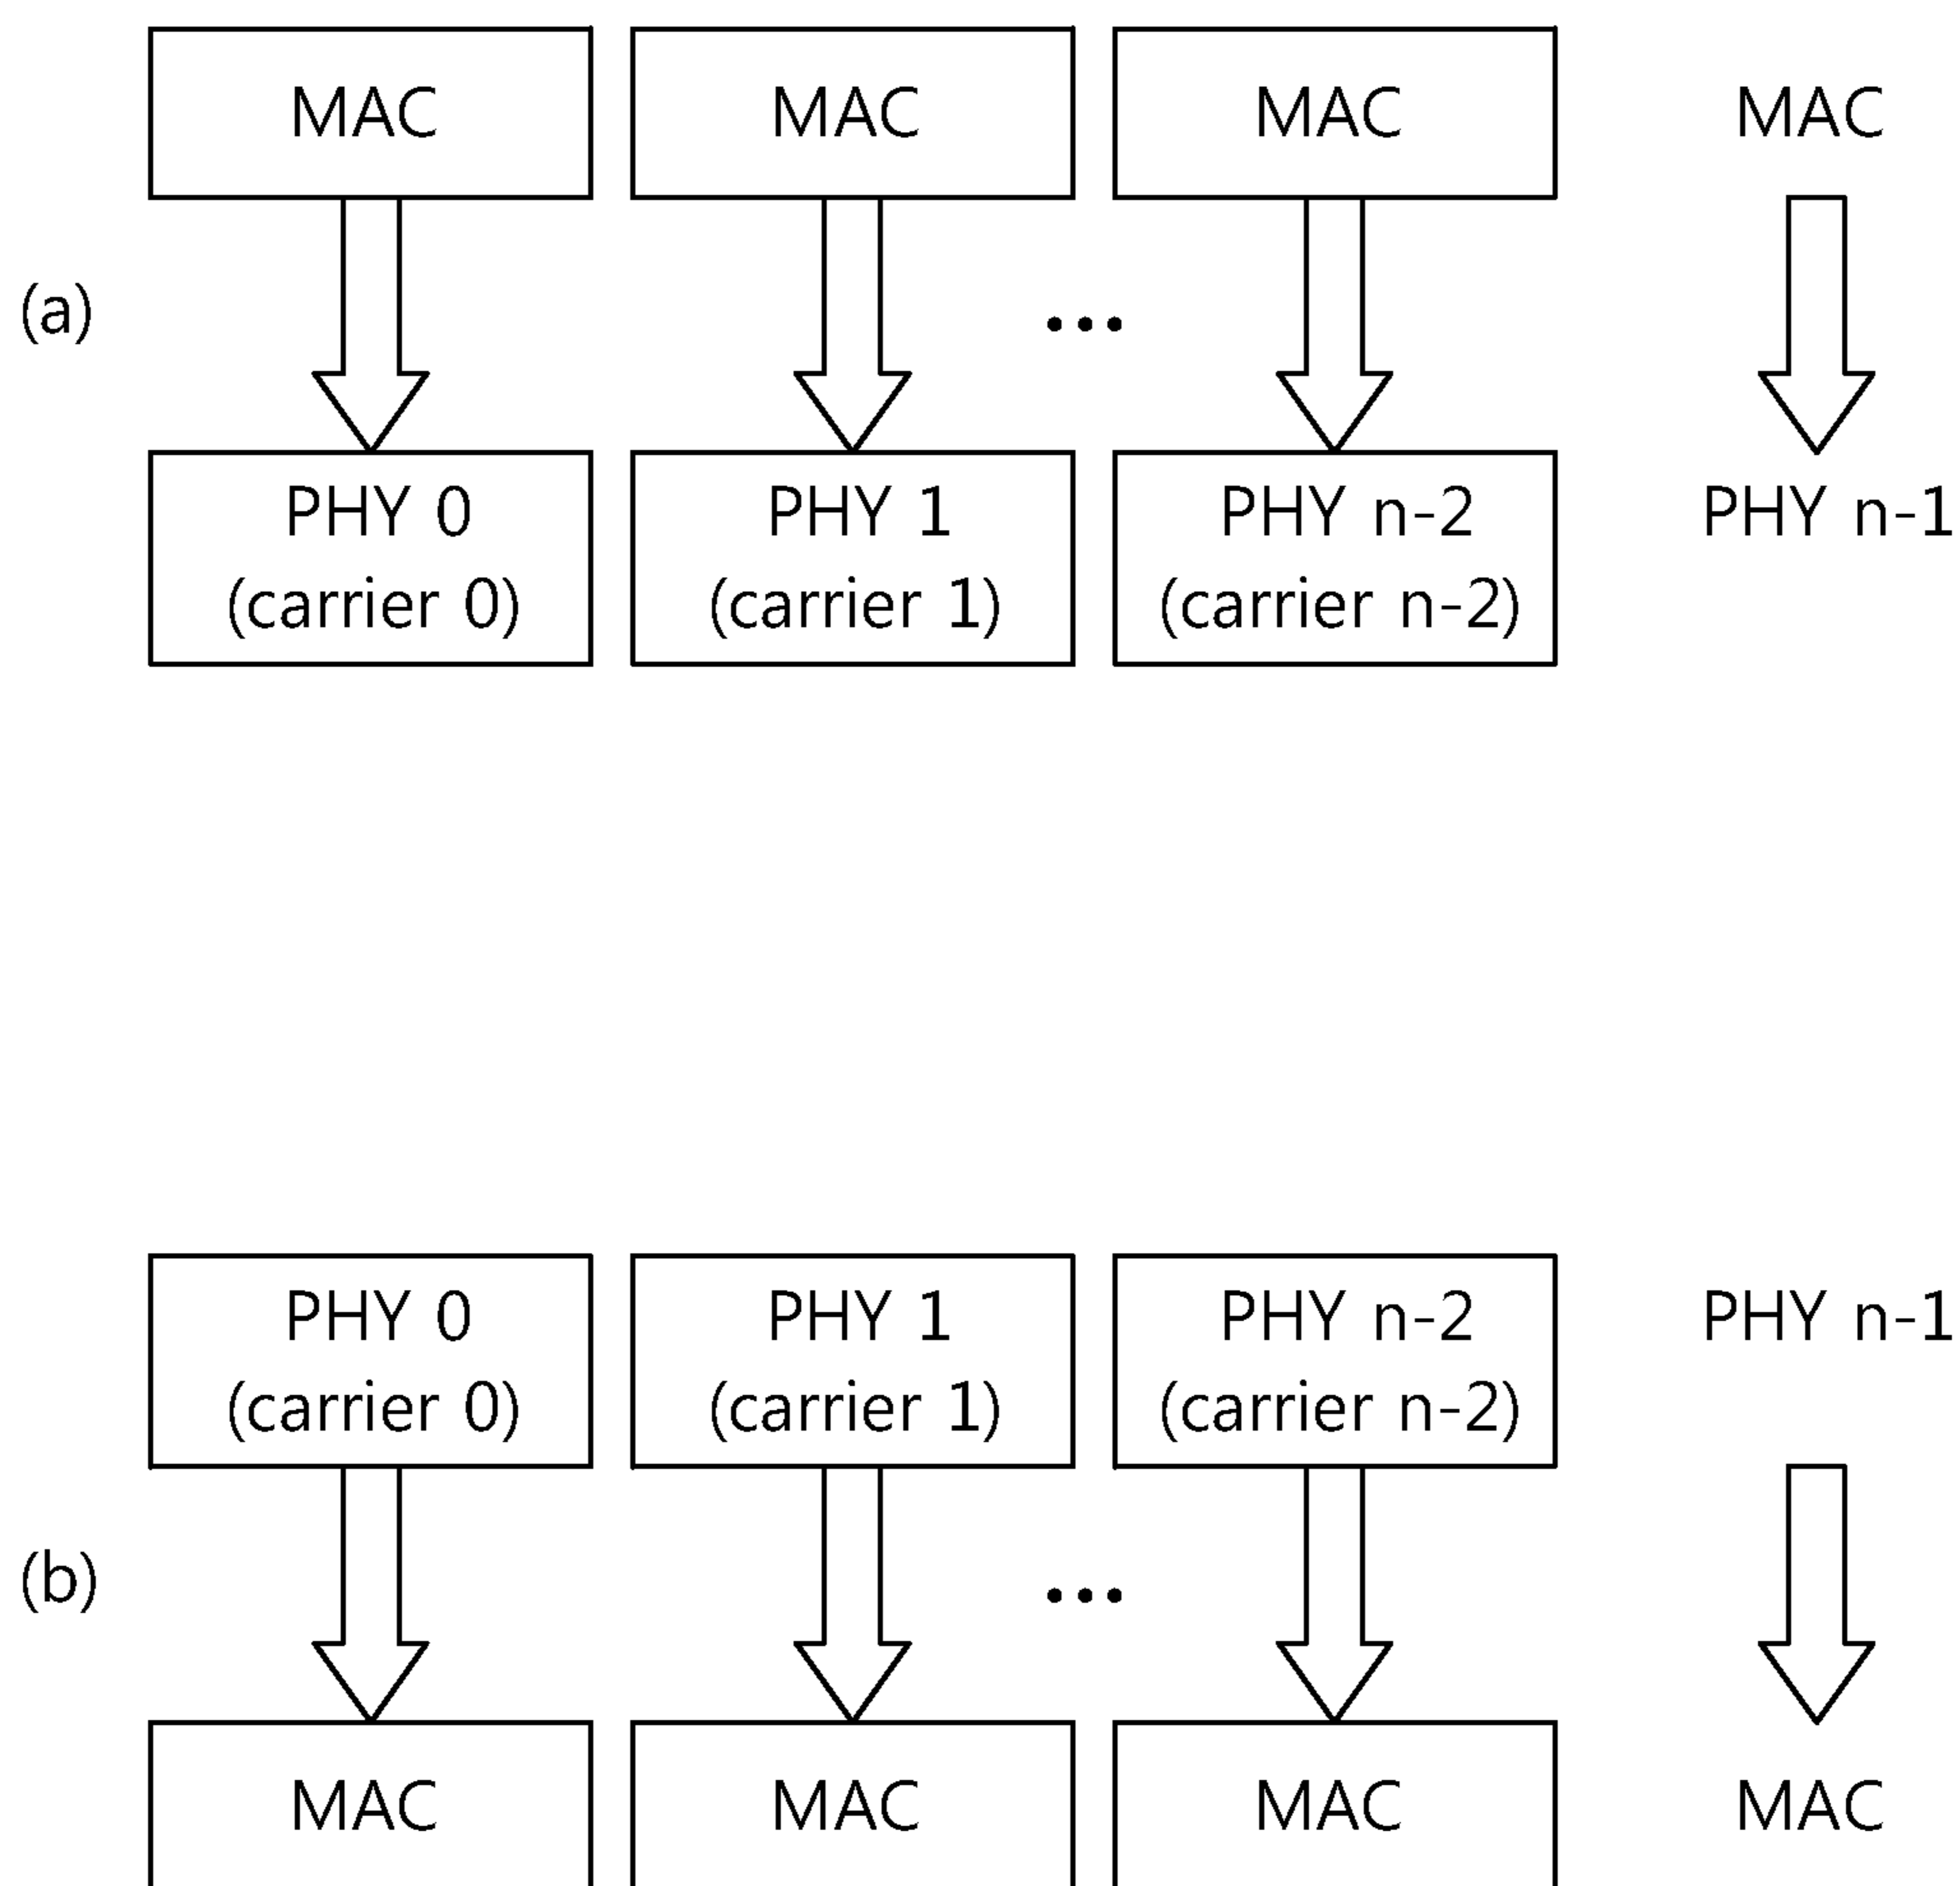 MAC MAC MAC MAC
(a)
...
PHY 0 PHY 1 PHY n-2 PHY n-1
(carrier 0) (carrier 1) (carrier n-2)
PHY 0 PHY 1 PHY n-2 PHY n-1
(carrier 0) (carrier 1) (carrier n-2)
(b)
...
MAC MAC MAC MAC